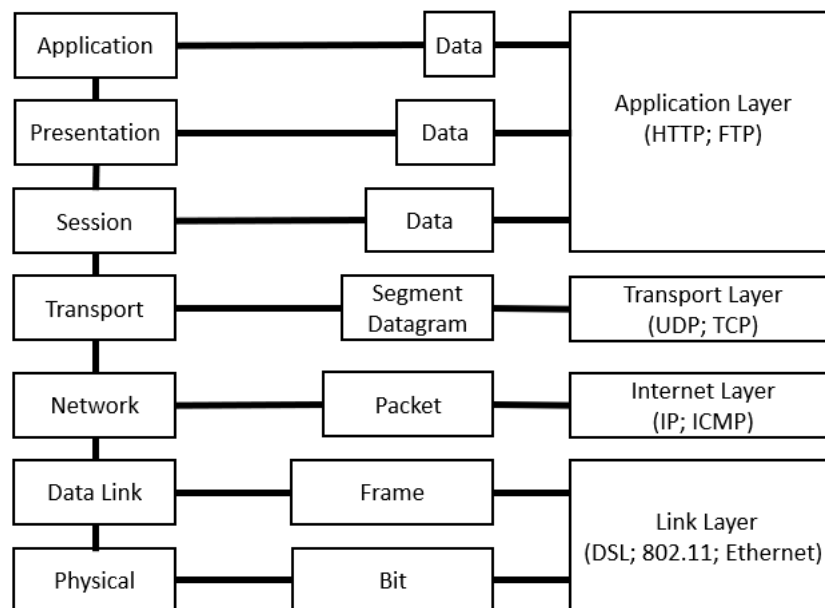 Application
Data
Application Layer
(HTTP; FTP)
Presentation
Data
Session
Data
Transport
Segment
Datagram
Transport Layer
(UDP; TCP)
Network
Packet
Internet Layer
(IP; ICMP)
Data Link
Frame
Link Layer
(DSL; 802.11; Ethernet)
Physical
Bit